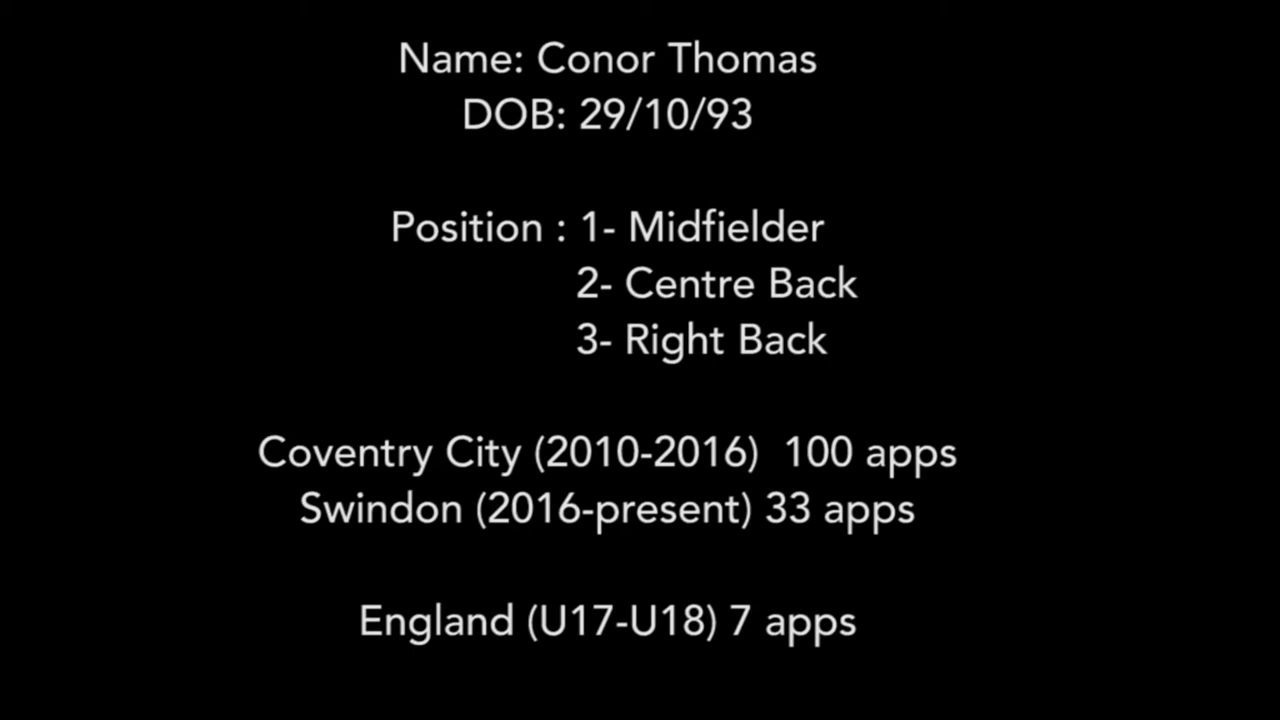 Name: Conor Thomas
DOB: 29/10/93
Position : 1- Midfielder
2- Centre Back
3- Right Back
Coventry City (2010-2016)  100 apps
Swindon (2016-present) 33 apps
England (U17-U18) 7 apps